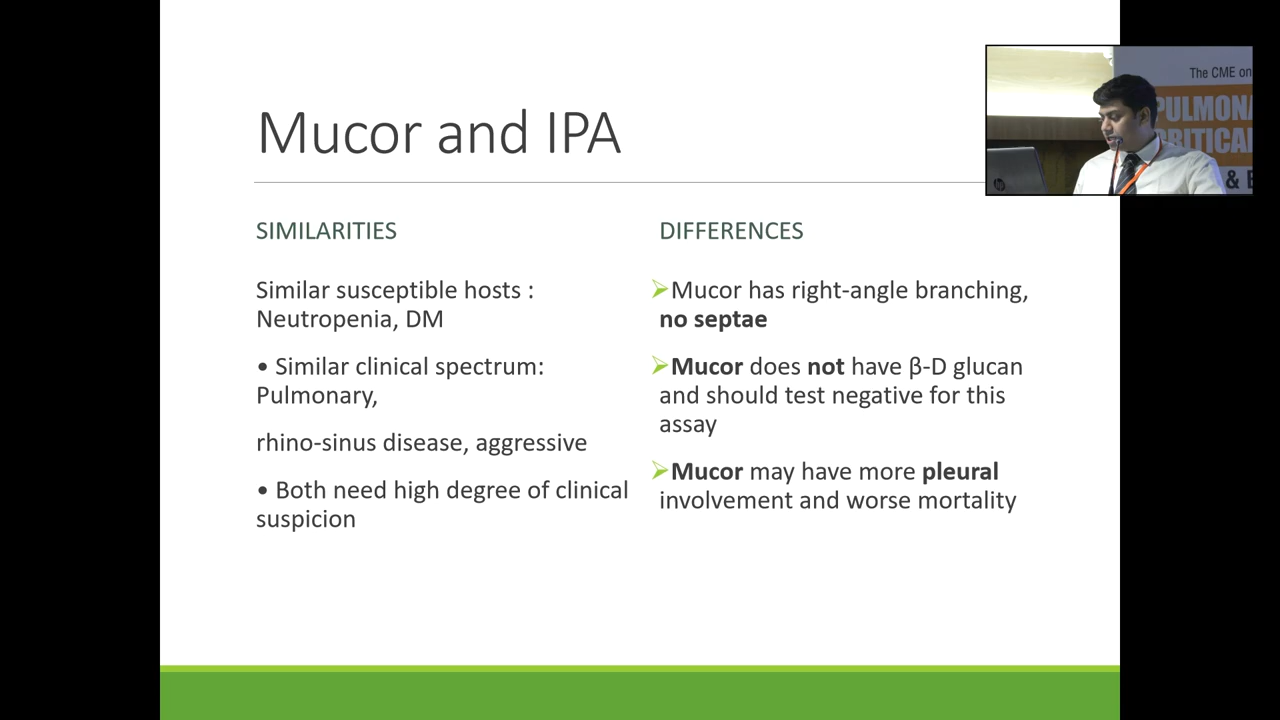 Mucor and IPA
The CME on
PULMONA
CRITICAL
& E
SIMILARITIES
Similar susceptible hosts :
Neutropenia, DM
• Similar clinical spectrum:
Pulmonary,
rhino-sinus disease, aggressive
• Both need high degree of clinical
suspicion
DIFFERENCES
Mucor has right-angle branching,
no septae
Mucor does not have β-D glucan
and should test negative for this
assay
Mucor may have more pleural
involvement and worse mortality
hp